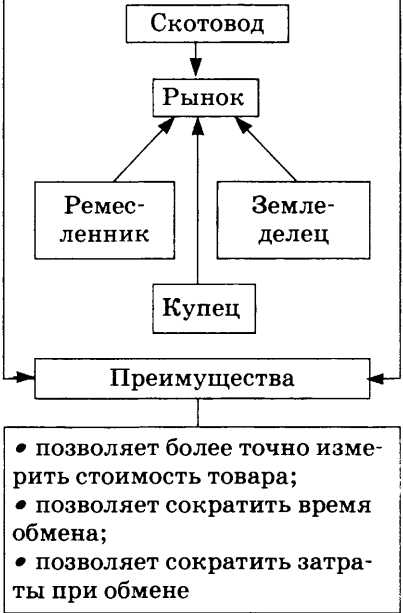 Скотовод
Рынок
Ремес-
ленник
Земле-
делец
Купец
Преимущества
• позволяет более точно изме-
рить стоимость товара;
• позволяет сократить время
обмена;
• позволяет сократить затра-
ты при обмене